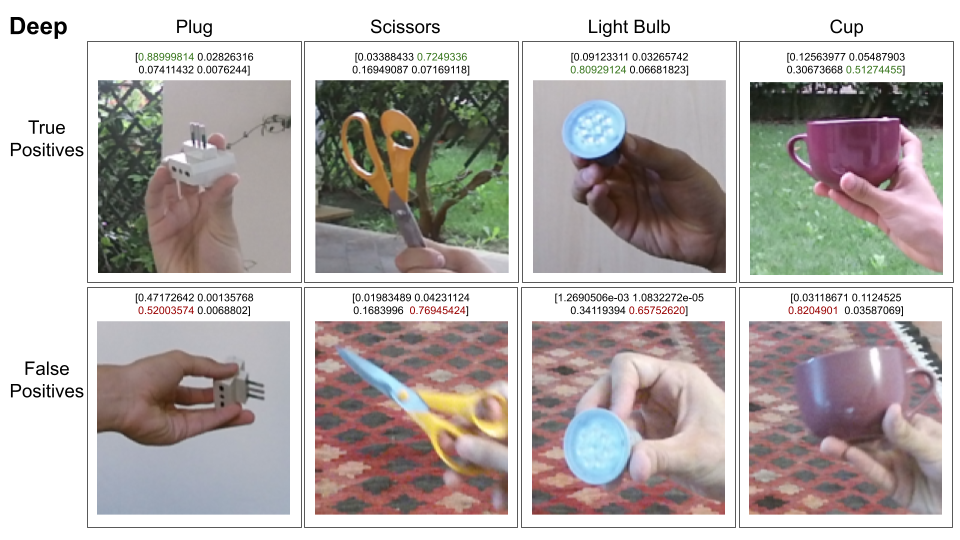 Deep
Plug
Scissors
Light Bulb
Cup
True
Positives
[0.88999814 0.02826316
0.07411432 0.0076244]
[0.03388433 0.7249336
0.16949087 0.07169118]
[0.09123311 0.03265742
0.80929124 0.06681823]
[0.12563977 0.05487903
0.30673668 0.51274455]
False
Positives
[0.47172642 0.00135768
0.52003574 0.0068802]
[0.01983489 0.04231124
0.1683996 0.76945424]
[1.2690506e-03 1.0832272e-05
0.34119394 0.65752620]
[0.03118671 0.1124525
0.8204901 0.03587069]